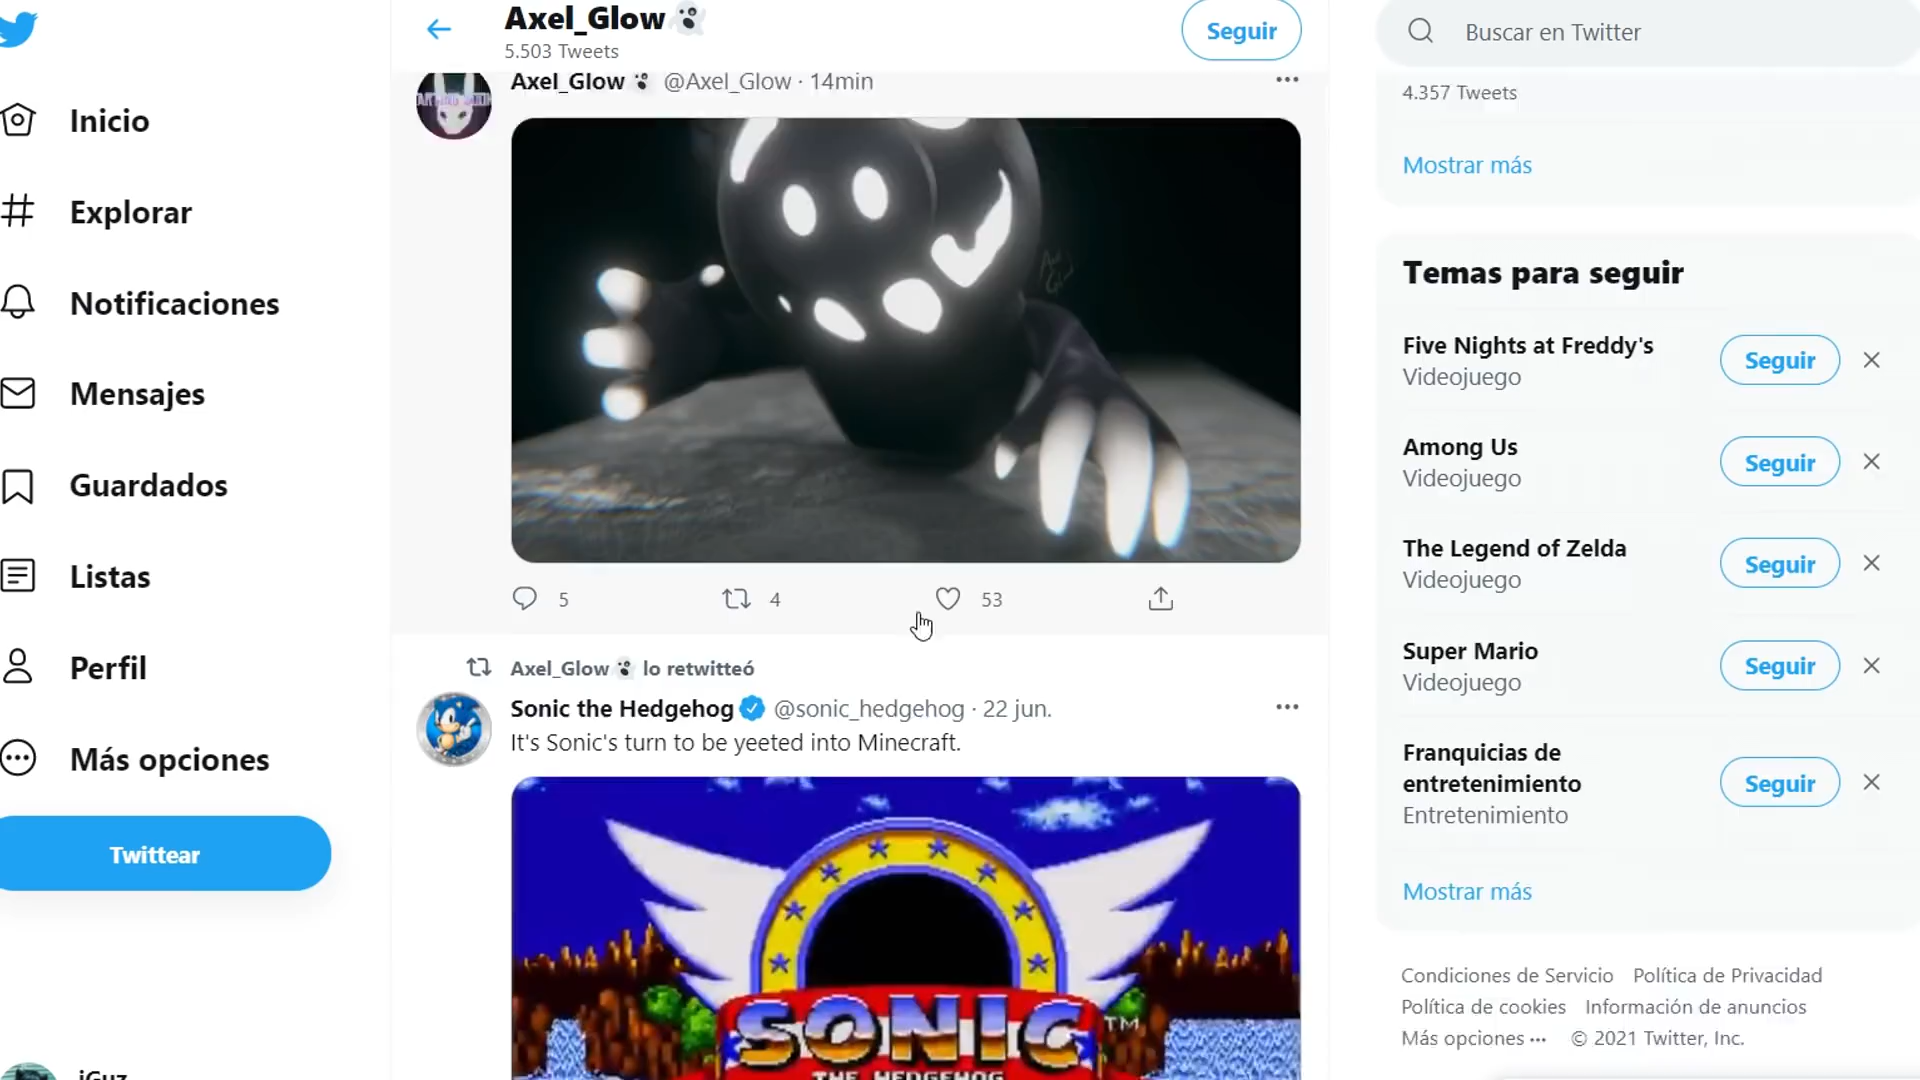 Axel_Glow
5.503 Tweets
Seguir
Buscar en Twitter
Inicio
Explorar
Notificaciones
Mensajes
Guardados
Listas
Perfil
Más opciones
Twittear
iGuz
Axel_Glow @Axel_Glow · 14min
5 4 53
Axel_Glow lo retwitteó
Sonic the Hedgehog @sonic_hedgehog · 22 jun.
It's Sonic's turn to be yeeted into Minecraft.
SONIC TM
THE HEDGEHOG
4.357 Tweets
Mostrar más
Temas para seguir
Five Nights at Freddy's
Videojuego
Seguir
Among Us
Videojuego
Seguir
The Legend of Zelda
Videojuego
Seguir
Super Mario
Videojuego
Seguir
Franquicias de
entretenimiento
Entretenimiento
Seguir
Mostrar más
Condiciones de Servicio Política de Privacidad
Política de cookies Información de anuncios
Más opciones ··· © 2021 Twitter, Inc.